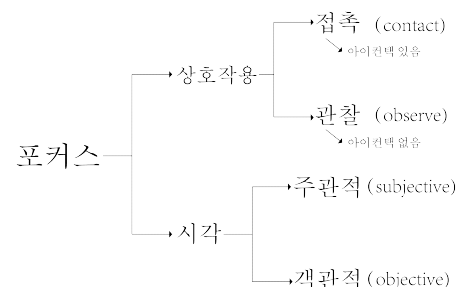 접촉 (contact)
아이컨택 있음
상호작용
관찰 (observe)
아이컨택 없음
포커스
주관적 (subjective)
시각
객관적 (objective)